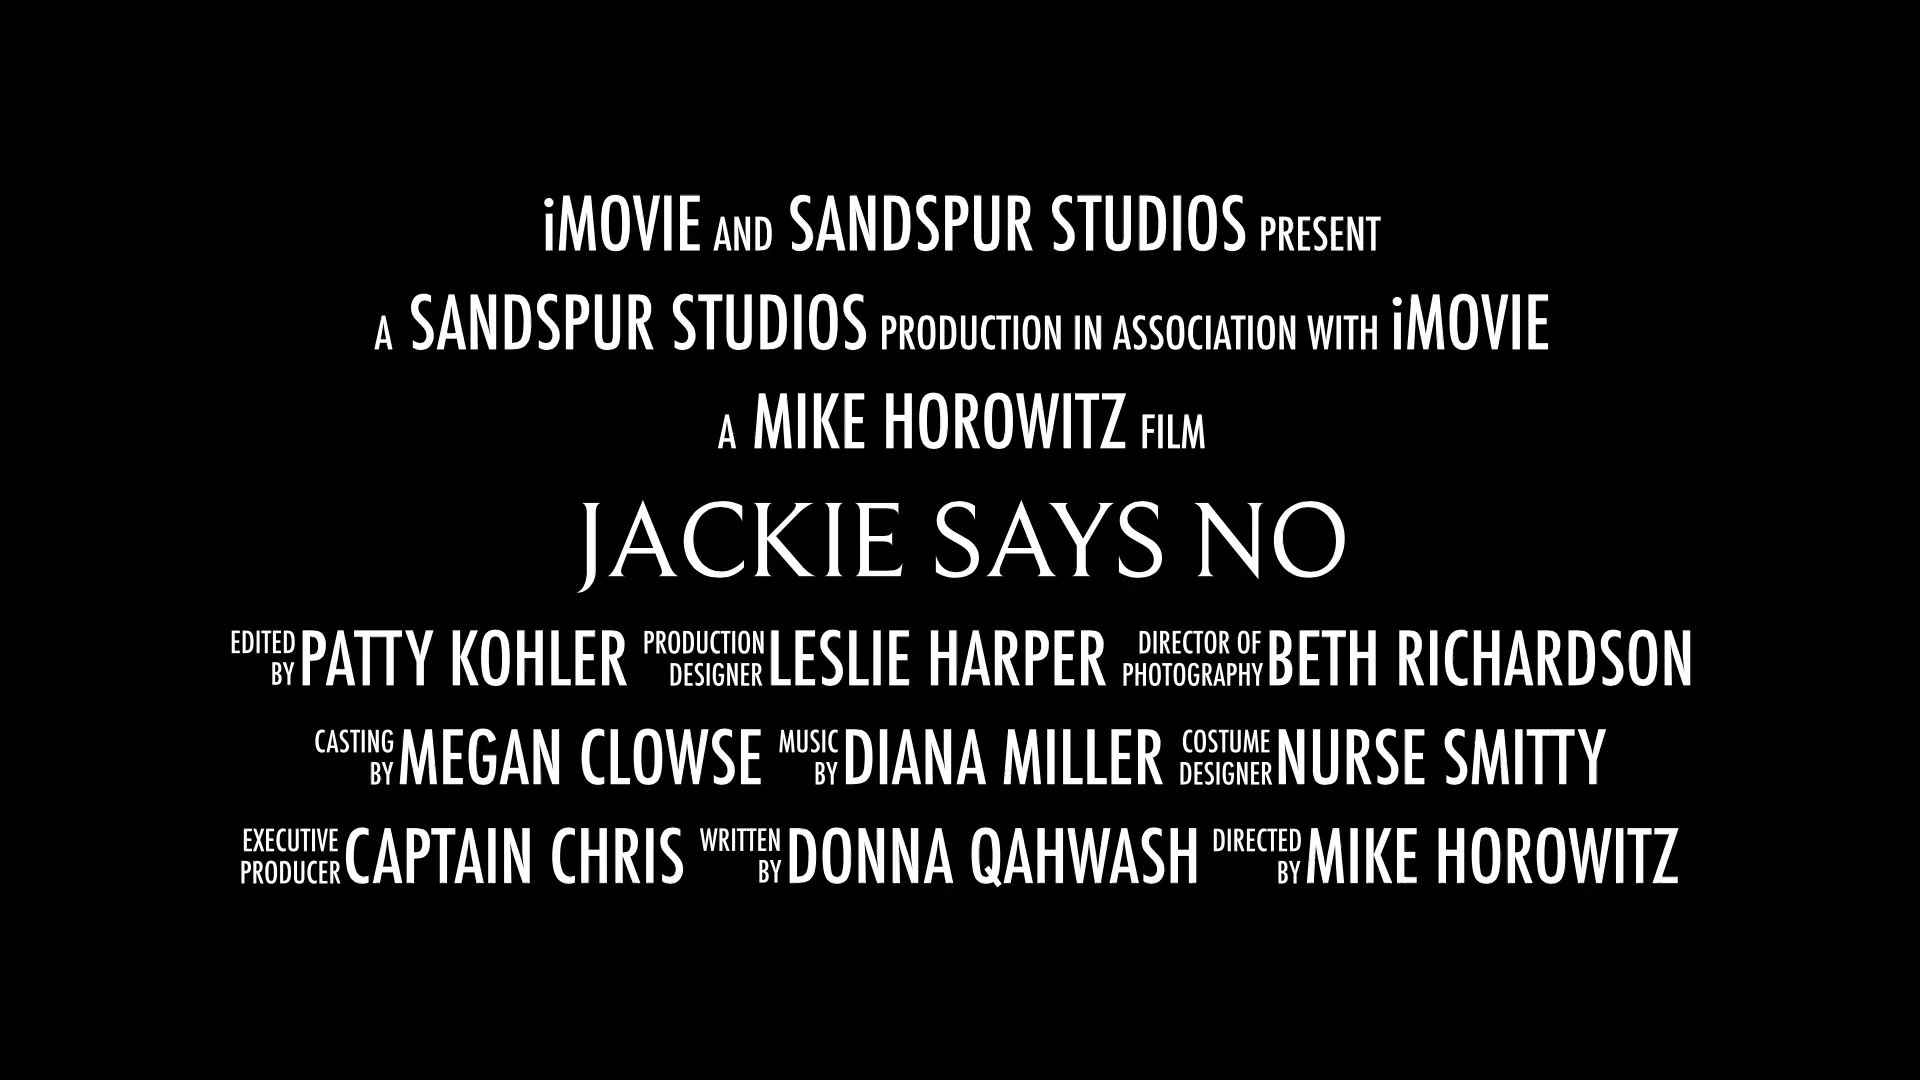 iMOVIE AND SANDSPUR STUDIOS PRESENT
A SANDSPUR STUDIOS PRODUCTION IN ASSOCIATION WITH iMOVIE
A MIKE HOROWITZ FILM
JACKIE SAYS NO
EDITED BY PATTY KOHLER PRODUCTION DESIGNER LESLIE HARPER DIRECTOR OF PHOTOGRAPHY BETH RICHARDSON
CASTING BY MEGAN CLOWSE MUSIC BY DIANA MILLER COSTUME DESIGNER NURSE SMITTY
EXECUTIVE PRODUCER CAPTAIN CHRIS WRITTEN BY DONNA QAHWASH DIRECTED BY MIKE HOROWITZ